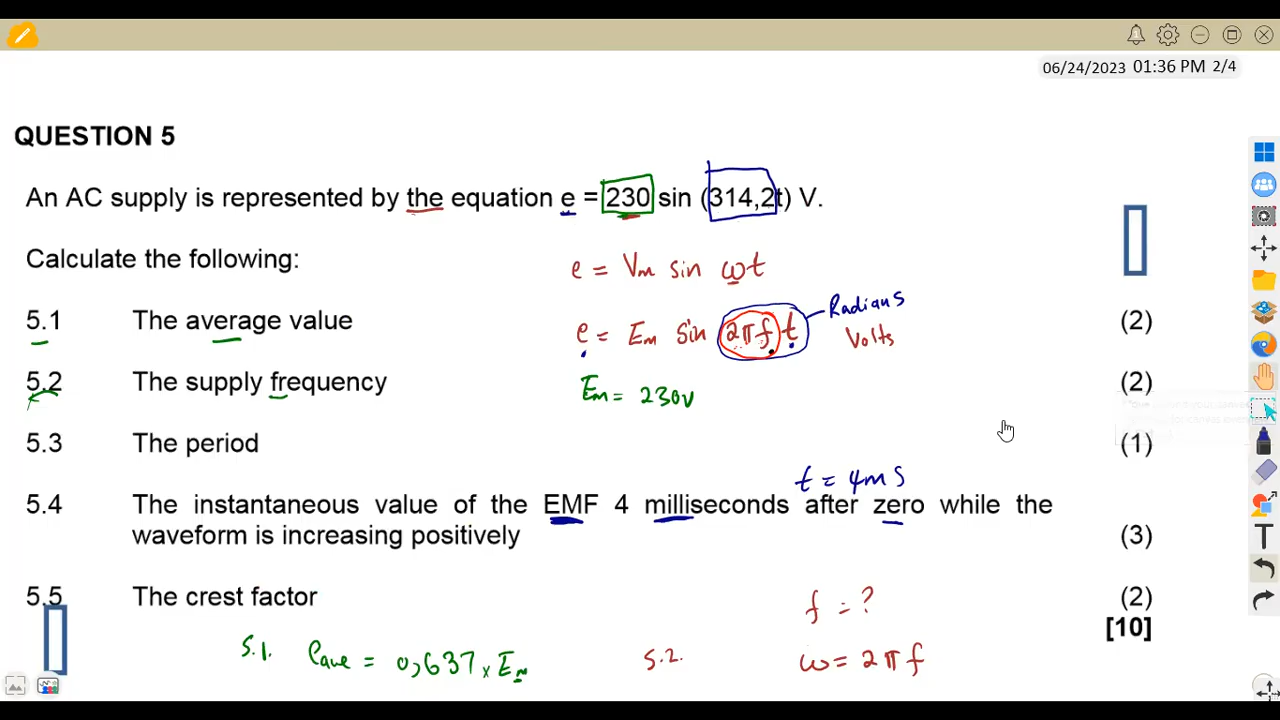 06/24/2023 01:36 PM 2/4
QUESTION 5
An AC supply is represented by the equation e = 230 sin (314,2t) V.
Calculate the following:
e = Vm sin ωt
5.1 The average value (2)
e = Em sin 2πf t
Radians
Volts
5.2 The supply frequency (2)
Em = 230V
5.3 The period (1)
t = 4ms
5.4 The instantaneous value of the EMF 4 milliseconds after zero while the
waveform is increasing positively (3)
5.5 The crest factor (2)
f = ?
[10]
5.1. eave = 0,637 x Em
5.2. ω = 2πf
T